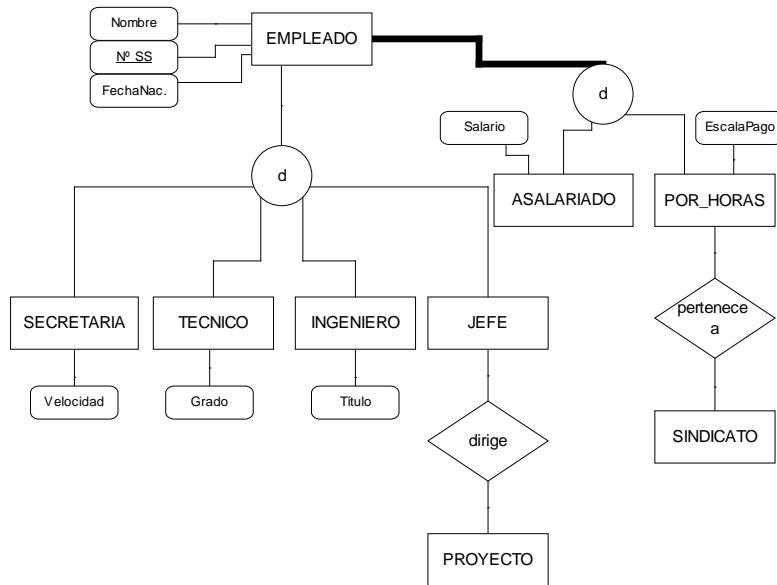 Nombre
EMPLEADO
Nº SS
FechaNac.
d
Salario
EscalaPago
d
ASALARIADO
POR_HORAS
SECRETARIA
TECNICO
INGENIERO
JEFE
pertenece
a
Velocidad
Grado
Título
dirige
SINDICATO
PROYECTO